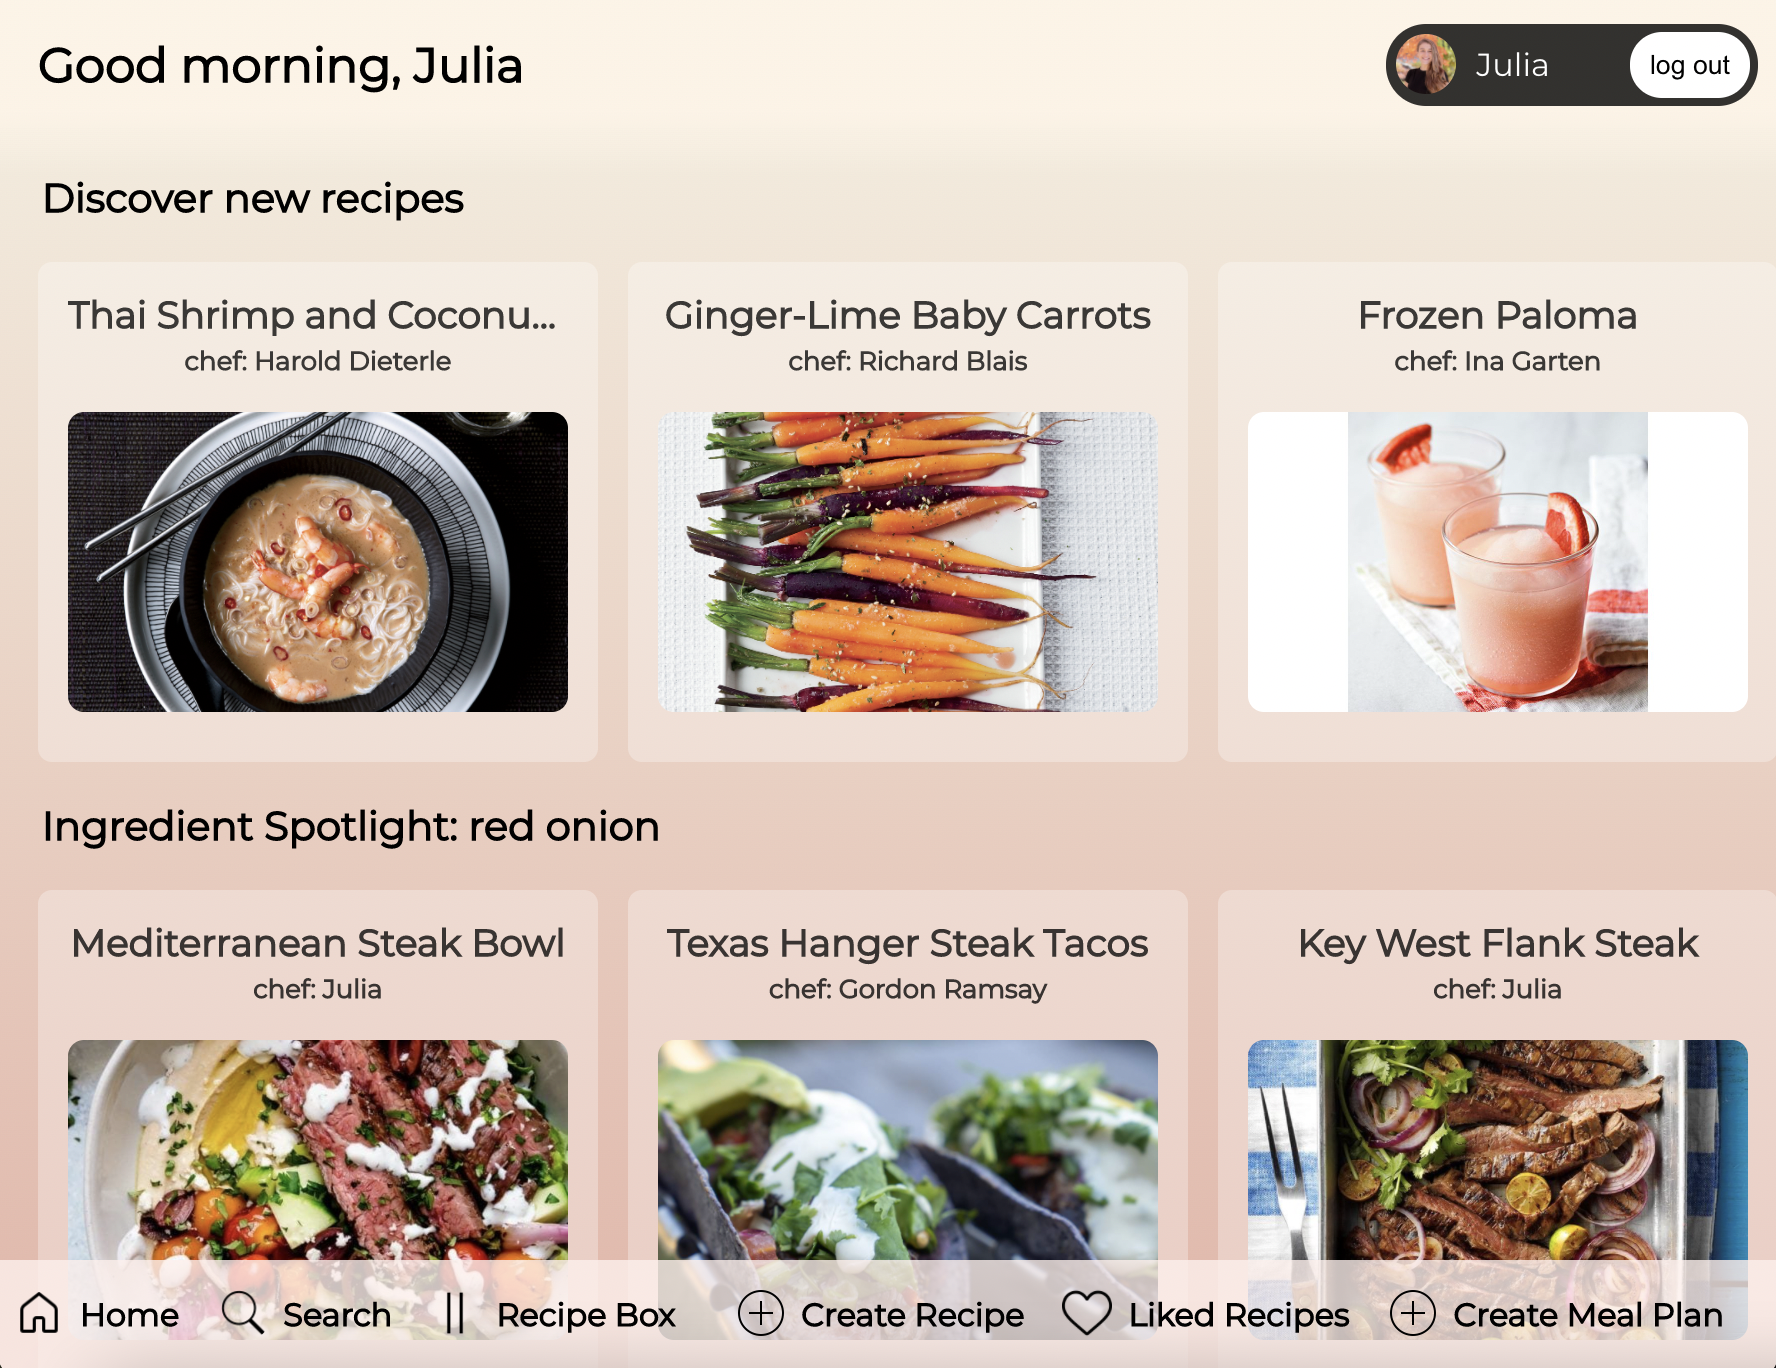 Good morning, Julia
Julia
log out
Discover new recipes
Thai Shrimp and Coconu...
chef: Harold Dieterle
Ginger-Lime Baby Carrots
chef: Richard Blais
Frozen Paloma
chef: Ina Garten
Ingredient Spotlight: red onion
Mediterranean Steak Bowl
chef: Julia
Texas Hanger Steak Tacos
chef: Gordon Ramsay
Key West Flank Steak
chef: Julia
Home
Search
Recipe Box
Create Recipe
Liked Recipes
Create Meal Plan